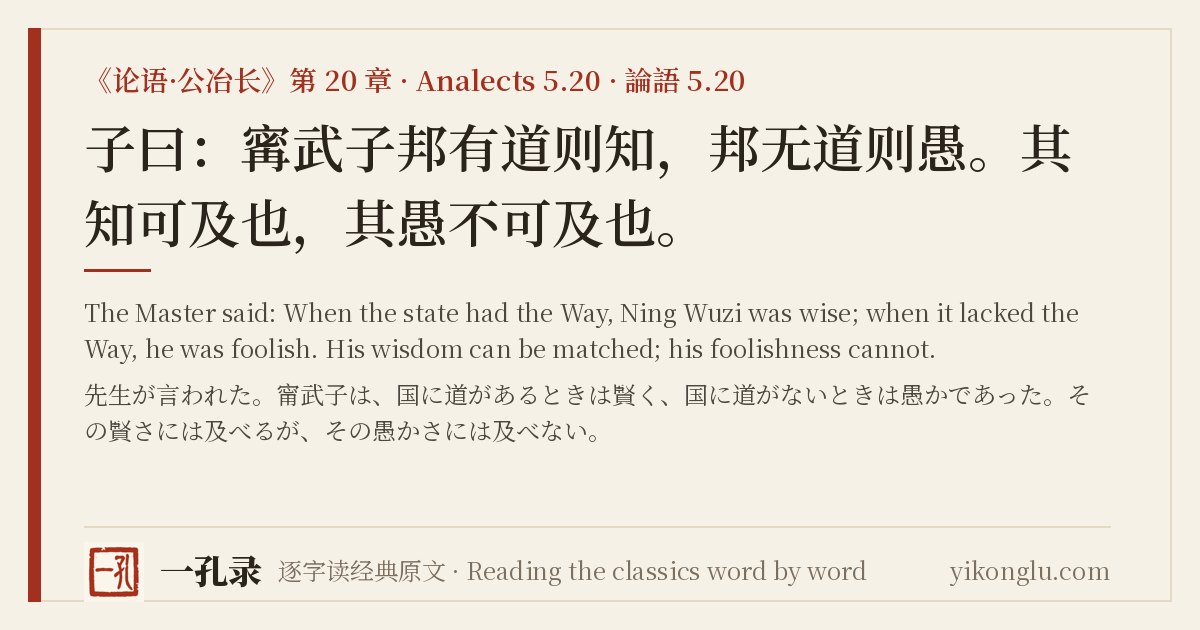 《论语·公冶长》第 20 章 · Analects 5.20 · 論語 5.20
子曰：甯武子邦有道则知，邦无道则愚。其
知可及也，其愚不可及也。
The Master said: When the state had the Way, Ning Wuzi was wise; when it lacked the
Way, he was foolish. His wisdom can be matched; his foolishness cannot.
先生が言われた。甯武子は、国に道があるときは賢く、国に道がないときは愚かであった。そ
の賢さには及べるが、その愚かさには及べない。
一孔
一孔录 逐字读经典原文 · Reading the classics word by word yikonglu.com